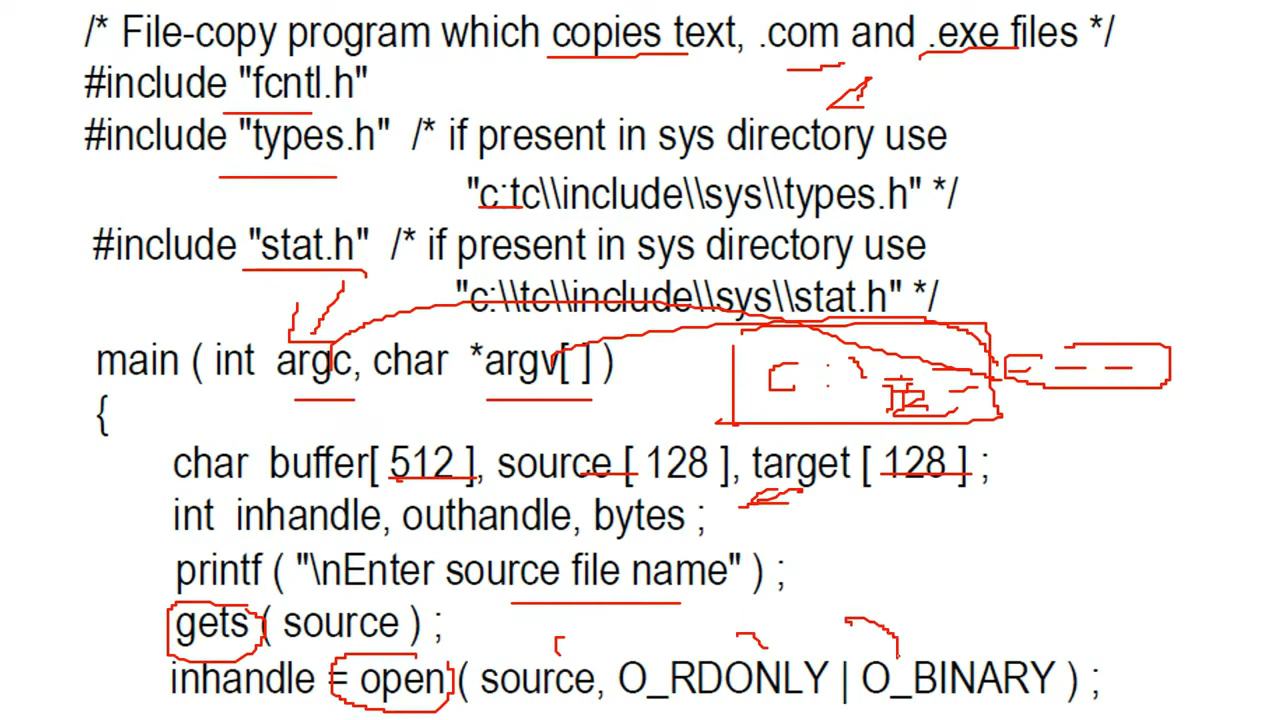 /* File-copy program which copies text, .com and .exe files */
#include "fcntl.h"
#include "types.h" /* if present in sys directory use
"c:tc\\include\\sys\\types.h" */
#include "stat.h" /* if present in sys directory use
"c:\\tc\\include\\sys\\stat.h" */
main ( int argc, char *argv[ ] )
{
char buffer[ 512 ], source [ 128 ], target [ 128 ] ;
int inhandle, outhandle, bytes ;
printf ( "\nEnter source file name" ) ;
gets ( source ) ;
inhandle = open ( source, O_RDONLY | O_BINARY ) ;